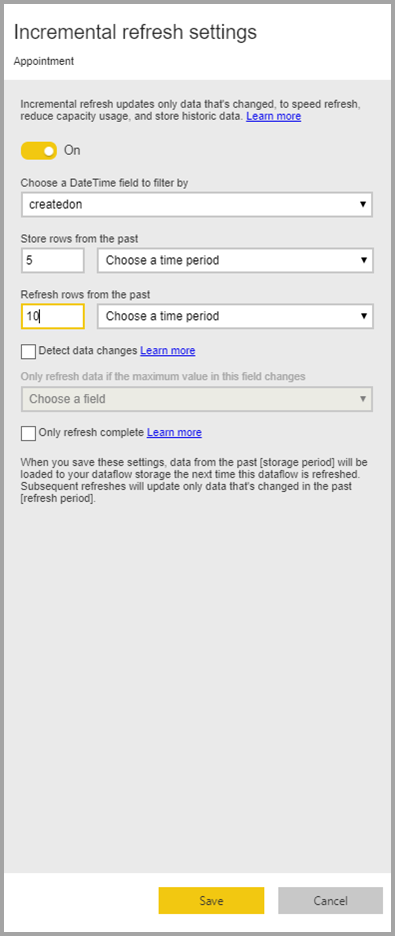 Incremental refresh settings
Appointment
Incremental refresh updates only data that's changed, to speed refresh,
reduce capacity usage, and store historic data. Learn more
On
Choose a DateTime field to filter by
createdon
Store rows from the past
5 Choose a time period
Refresh rows from the past
10 Choose a time period
Detect data changes Learn more
Only refresh data if the maximum value in this field changes
Choose a field
Only refresh complete Learn more
When you save these settings, data from the past [storage period] will be
loaded to your dataflow storage the next time this dataflow is refreshed.
Subsequent refreshes will update only data that's changed in the past
[refresh period].
Save Cancel